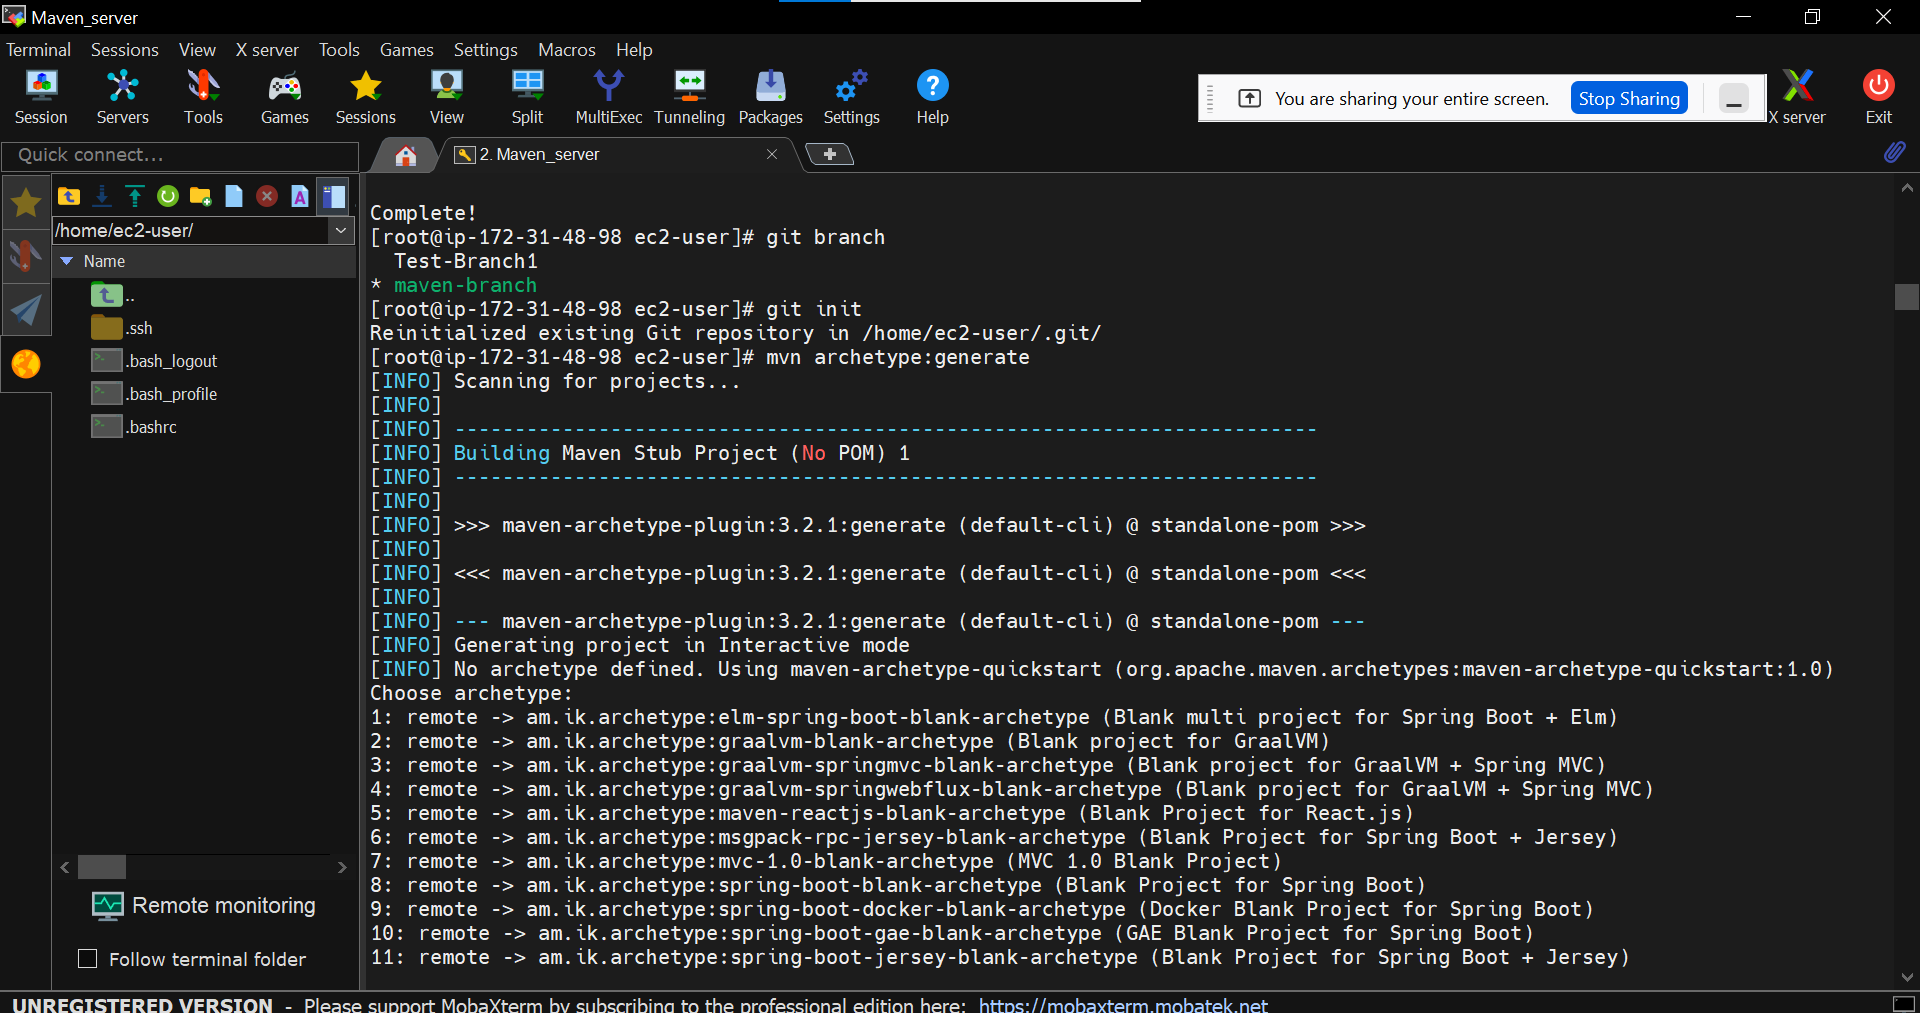 Maven_server
Terminal Sessions View X server Tools Games Settings Macros Help
Session Servers Tools Games Sessions View Split MultiExec Tunneling Packages Settings Help
You are sharing your entire screen. Stop Sharing
X server Exit
Quick connect...
2. Maven_server
/home/ec2-user/
Name
..
.ssh
.bash_logout
.bash_profile
.bashrc
Remote monitoring
Follow terminal folder
Complete!
[root@ip-172-31-48-98 ec2-user]# git branch
  Test-Branch1
* maven-branch
[root@ip-172-31-48-98 ec2-user]# git init
Reinitialized existing Git repository in /home/ec2-user/.git/
[root@ip-172-31-48-98 ec2-user]# mvn archetype:generate
[INFO] Scanning for projects...
[INFO]
[INFO] ------------------------------------------------------------------------
[INFO] Building Maven Stub Project (No POM) 1
[INFO] ------------------------------------------------------------------------
[INFO]
[INFO] >>> maven-archetype-plugin:3.2.1:generate (default-cli) @ standalone-pom >>>
[INFO]
[INFO] <<< maven-archetype-plugin:3.2.1:generate (default-cli) @ standalone-pom <<<
[INFO]
[INFO] --- maven-archetype-plugin:3.2.1:generate (default-cli) @ standalone-pom ---
[INFO] Generating project in Interactive mode
[INFO] No archetype defined. Using maven-archetype-quickstart (org.apache.maven.archetypes:maven-archetype-quickstart:1.0)
Choose archetype:
1: remote -> am.ik.archetype:elm-spring-boot-blank-archetype (Blank multi project for Spring Boot + Elm)
2: remote -> am.ik.archetype:graalvm-blank-archetype (Blank project for GraalVM)
3: remote -> am.ik.archetype:graalvm-springmvc-blank-archetype (Blank project for GraalVM + Spring MVC)
4: remote -> am.ik.archetype:graalvm-springwebflux-blank-archetype (Blank project for GraalVM + Spring MVC)
5: remote -> am.ik.archetype:maven-reactjs-blank-archetype (Blank Project for React.js)
6: remote -> am.ik.archetype:msgpack-rpc-jersey-blank-archetype (Blank Project for Spring Boot + Jersey)
7: remote -> am.ik.archetype:mvc-1.0-blank-archetype (MVC 1.0 Blank Project)
8: remote -> am.ik.archetype:spring-boot-blank-archetype (Blank Project for Spring Boot)
9: remote -> am.ik.archetype:spring-boot-docker-blank-archetype (Docker Blank Project for Spring Boot)
10: remote -> am.ik.archetype:spring-boot-gae-blank-archetype (GAE Blank Project for Spring Boot)
11: remote -> am.ik.archetype:spring-boot-jersey-blank-archetype (Blank Project for Spring Boot + Jersey)
UNREGISTERED VERSION - Please support MobaXterm by subscribing to the professional edition here: https://mobaxterm.mobatek.net